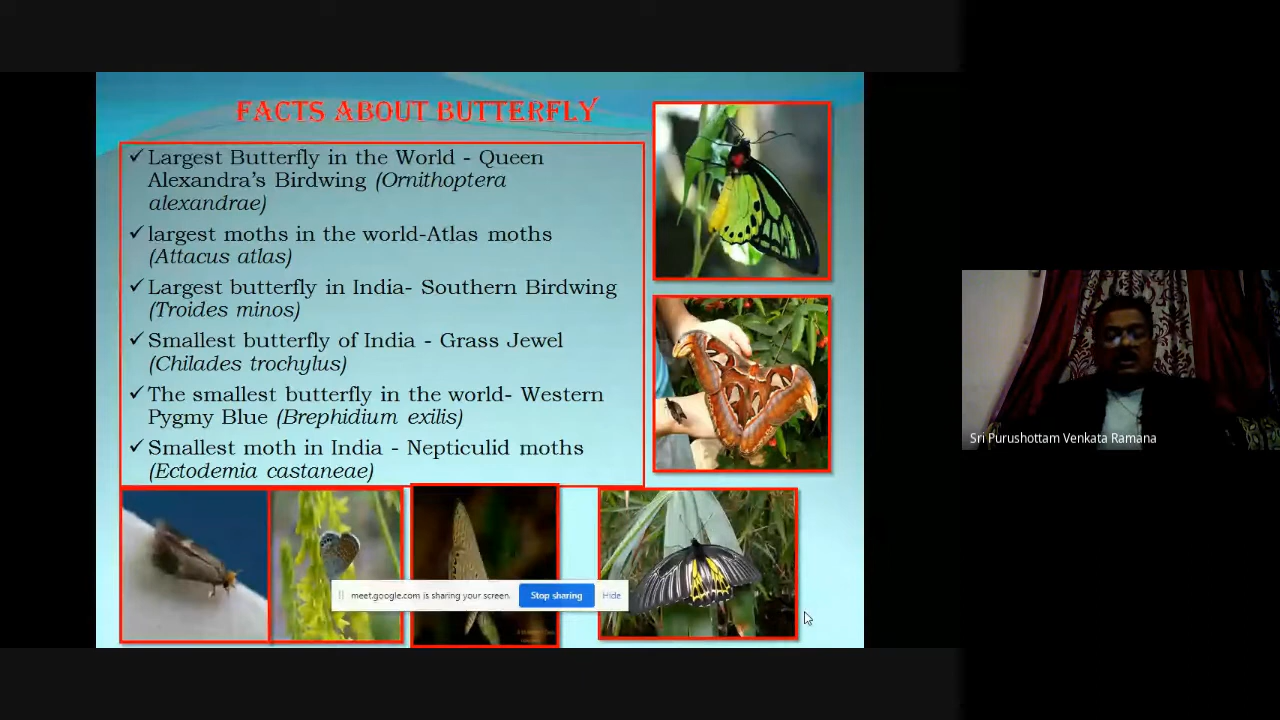 FACTS ABOUT BUTTERFLY
✓ Largest Butterfly in the World - Queen
Alexandra's Birdwing (Ornithoptera
alexandrae)
✓ largest moths in the world-Atlas moths
(Attacus atlas)
✓ Largest butterfly in India- Southern Birdwing
(Troides minos)
✓ Smallest butterfly of India - Grass Jewel
(Chilades trochylus)
✓ The smallest butterfly in the world- Western
Pygmy Blue (Brephidium exilis)
✓ Smallest moth in India - Nepticulid moths
(Ectodemia castaneae)
meet.google.com is sharing your screen.
Stop sharing
Hide
Sri Purushottam Venkata Ramana